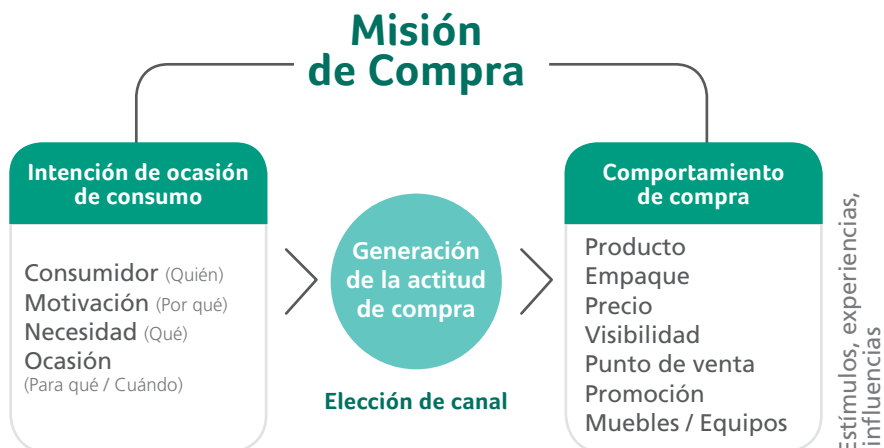 Misión
de Compra
Intención de ocasión
de consumo
Consumidor (Quién)
Motivación (Por qué)
Necesidad (Qué)
Ocasión
(Para qué / Cuándo)
Generación
de la actitud
de compra
Elección de canal
Comportamiento
de compra
Producto
Empaque
Precio
Visibilidad
Punto de venta
Promoción
Muebles / Equipos
Estímulos, experiencias,
influencias